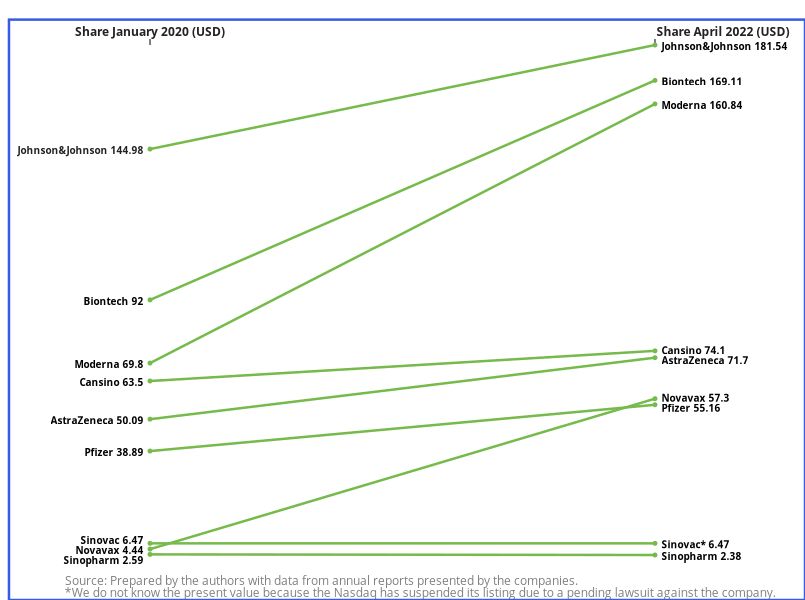 Share January 2020 (USD)
Share April 2022 (USD)
Johnson&Johnson 181.54
Biontech 169.11
Moderna 160.84
Johnson&Johnson 144.98
Biontech 92
Moderna 69.8
Cansino 63.5
AstraZeneca 50.09
Pfizer 38.89
Cansino 74.1
AstraZeneca 71.7
Novavax 57.3
Pfizer 55.16
Sinovac 6.47
Novavax 4.44
Sinopharm 2.59
Sinovac* 6.47
Sinopharm 2.38
Source: Prepared by the authors with data from annual reports presented by the companies.
*We do not know the present value because the Nasdaq has suspended its listing due to a pending lawsuit against the company.